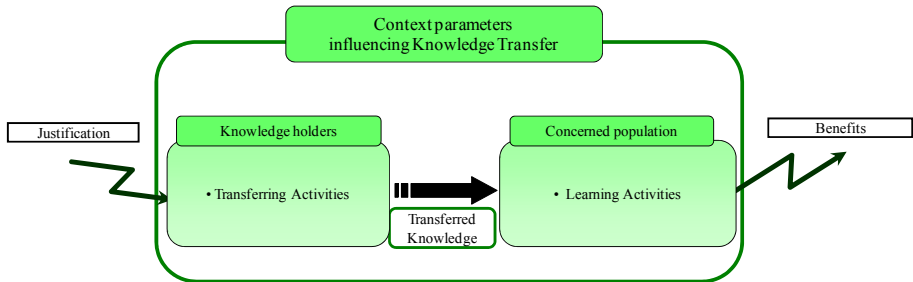 Context parameters
influencing Knowledge Transfer
Justification
Knowledge holders
Concerned population
Benefits
• Transferring Activities
• Learning Activities
Transferred
Knowledge